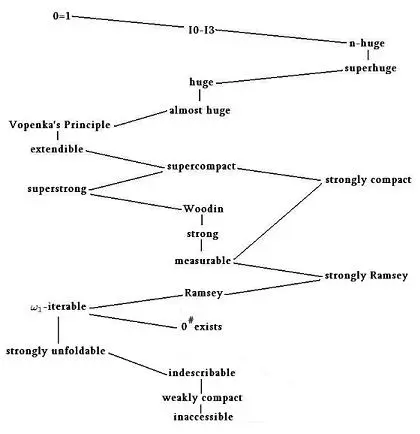 0=1
I0-I3
n-huge
superhuge
huge
almost huge
Vopenka's Principle
extendible
supercompact
strongly compact
superstrong
Woodin
strong
measurable
strongly Ramsey
Ramsey
ω₁-iterable
0# exists
strongly unfoldable
indescribable
weakly compact
inaccessible